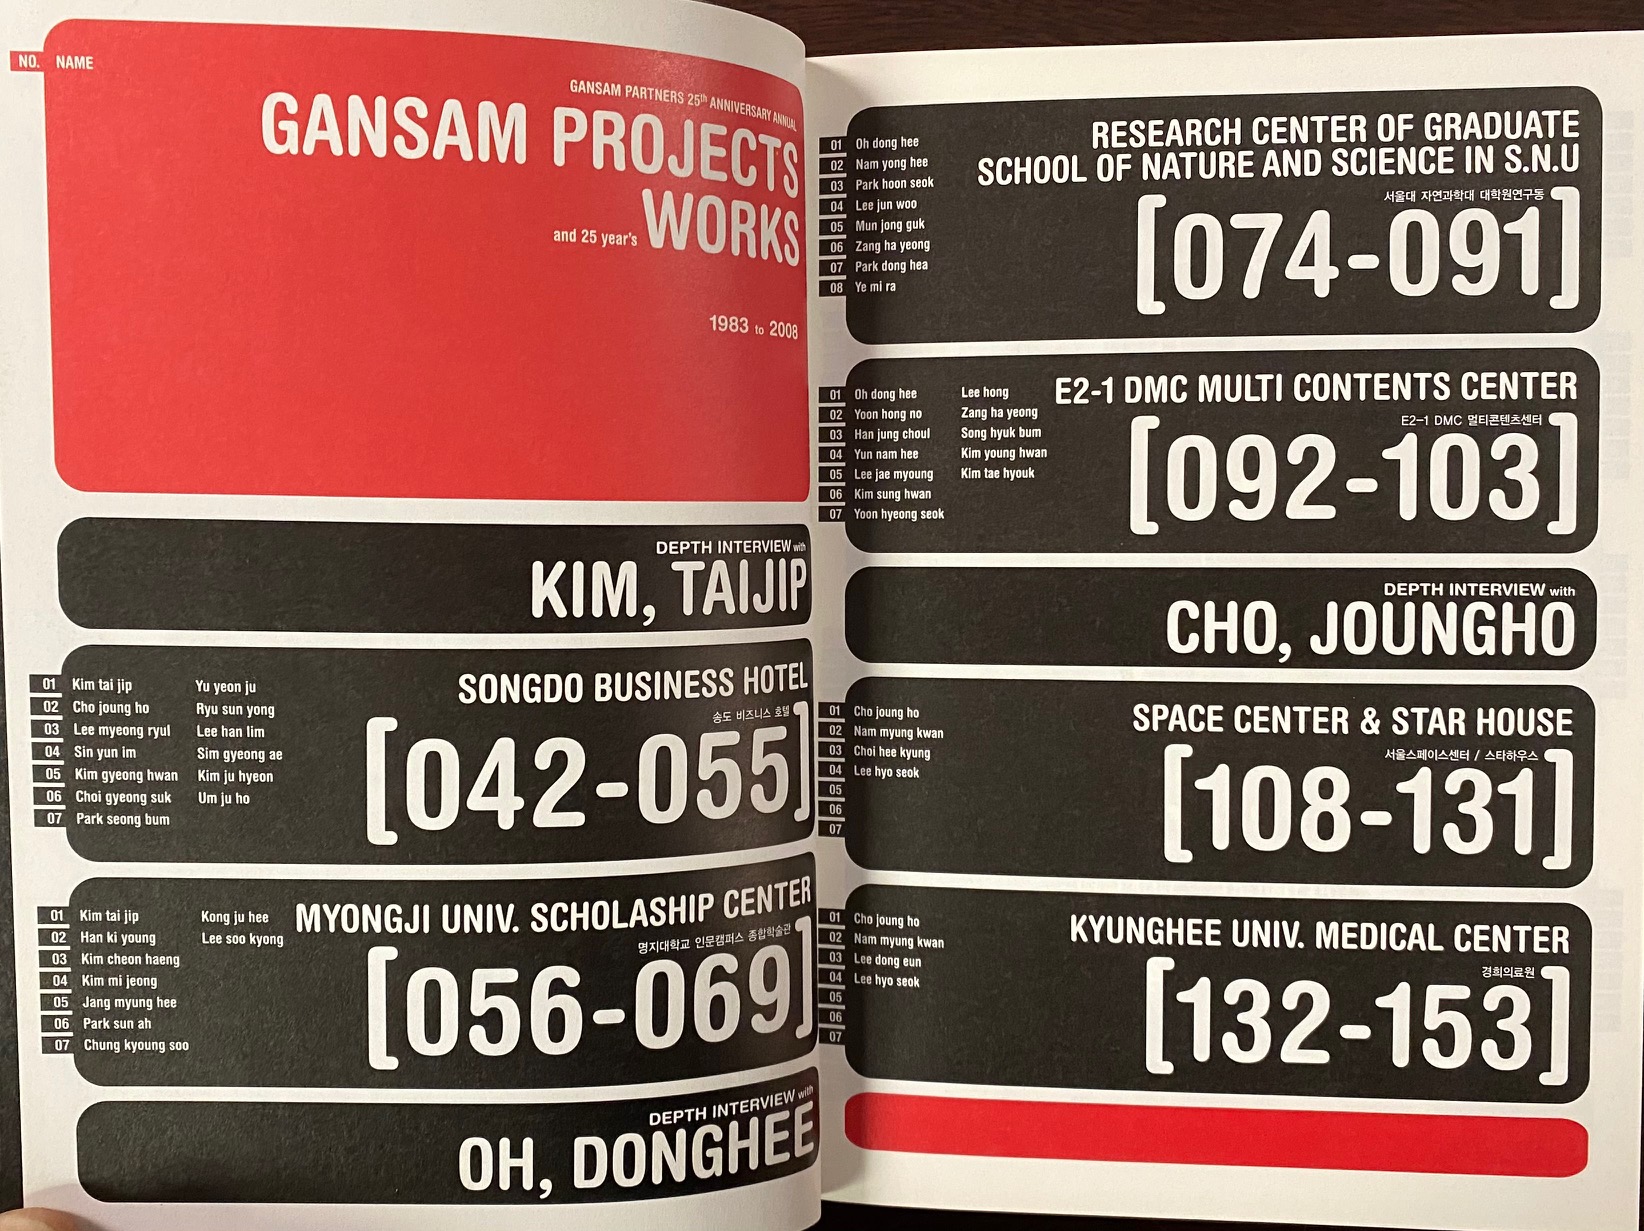 NO. NAME
GANSAM PARTNERS 25th ANNIVERSARY ANNUAL
GANSAM PROJECTS
and 25 year's WORKS
1983 to 2008
DEPTH INTERVIEW with
KIM, TAIJIP
SONGDO BUSINESS HOTEL
송도 비즈니스 호텔
[042-055]
01 Kim tai jip Yu yeon ju
02 Cho joung ho Ryu sun yong
03 Lee myeong ryul Lee han lim
04 Sin yun im Sim gyeong ae
05 Kim gyeong hwan Kim ju hyeon
06 Choi gyeong suk Um ju ho
07 Park seong bum
MYONGJI UNIV. SCHOLASHIP CENTER
명지대학교 인문캠퍼스 종합학술관
[056-069]
01 Kim tai jip Kong ju hee
02 Han ki young Lee soo kyong
03 Kim cheon haeng
04 Kim mi jeong
05 Jang myung hee
06 Park sun ah
07 Chung kyoung soo
DEPTH INTERVIEW with
OH, DONGHEE
RESEARCH CENTER OF GRADUATE
SCHOOL OF NATURE AND SCIENCE IN S.N.U
서울대 자연과학대 대학원연구동
[074-091]
01 Oh dong hee
02 Nam yong hee
03 Park hoon seok
04 Lee jun woo
05 Mun jong guk
06 Zang ha yeong
07 Park dong hea
08 Ye mi ra
E2-1 DMC MULTI CONTENTS CENTER
E2-1 DMC 멀티콘텐츠센터
[092-103]
01 Oh dong hee Lee hong
02 Yoon hong no Zang ha yeong
03 Han jung choul Song hyuk bum
04 Yun nam hee Kim young hwan
05 Lee jae myoung Kim tae hyouk
06 Kim sung hwan
07 Yoon hyeong seok
DEPTH INTERVIEW with
CHO, JOUNGHO
SPACE CENTER & STAR HOUSE
서울스페이스센터 / 스타하우스
[108-131]
01 Cho joung ho
02 Nam myung kwan
03 Choi hee kyung
04 Lee hyo seok
05
06
07
KYUNGHEE UNIV. MEDICAL CENTER
경희의료원
[132-153]
01 Cho joung ho
02 Nam myung kwan
03 Lee dong eun
04 Lee hyo seok
05
06
07